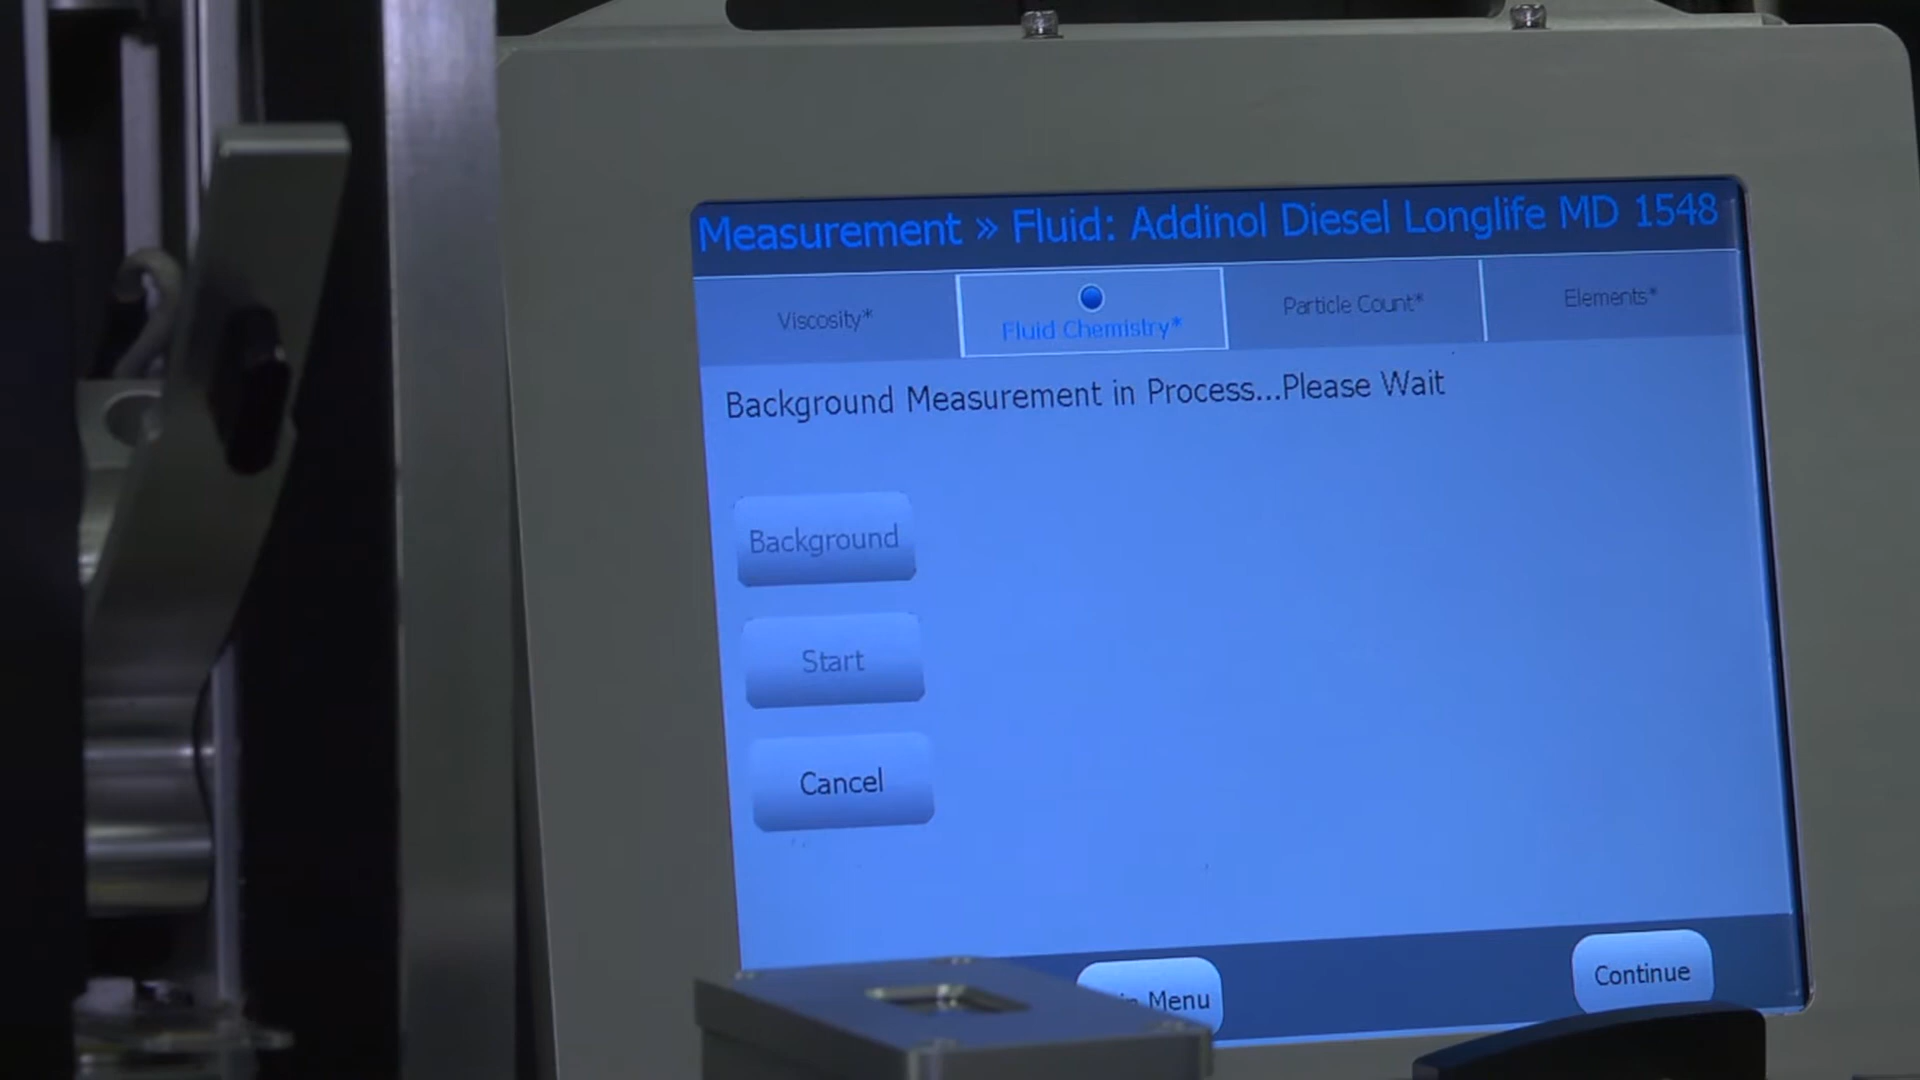 Measurement » Fluid: Addinol Diesel Longlife MD 1548
Viscosity*
Fluid Chemistry*
Particle Count*
Elements*
Background Measurement in Process...Please Wait
Background
Start
Cancel
Menu
Continue